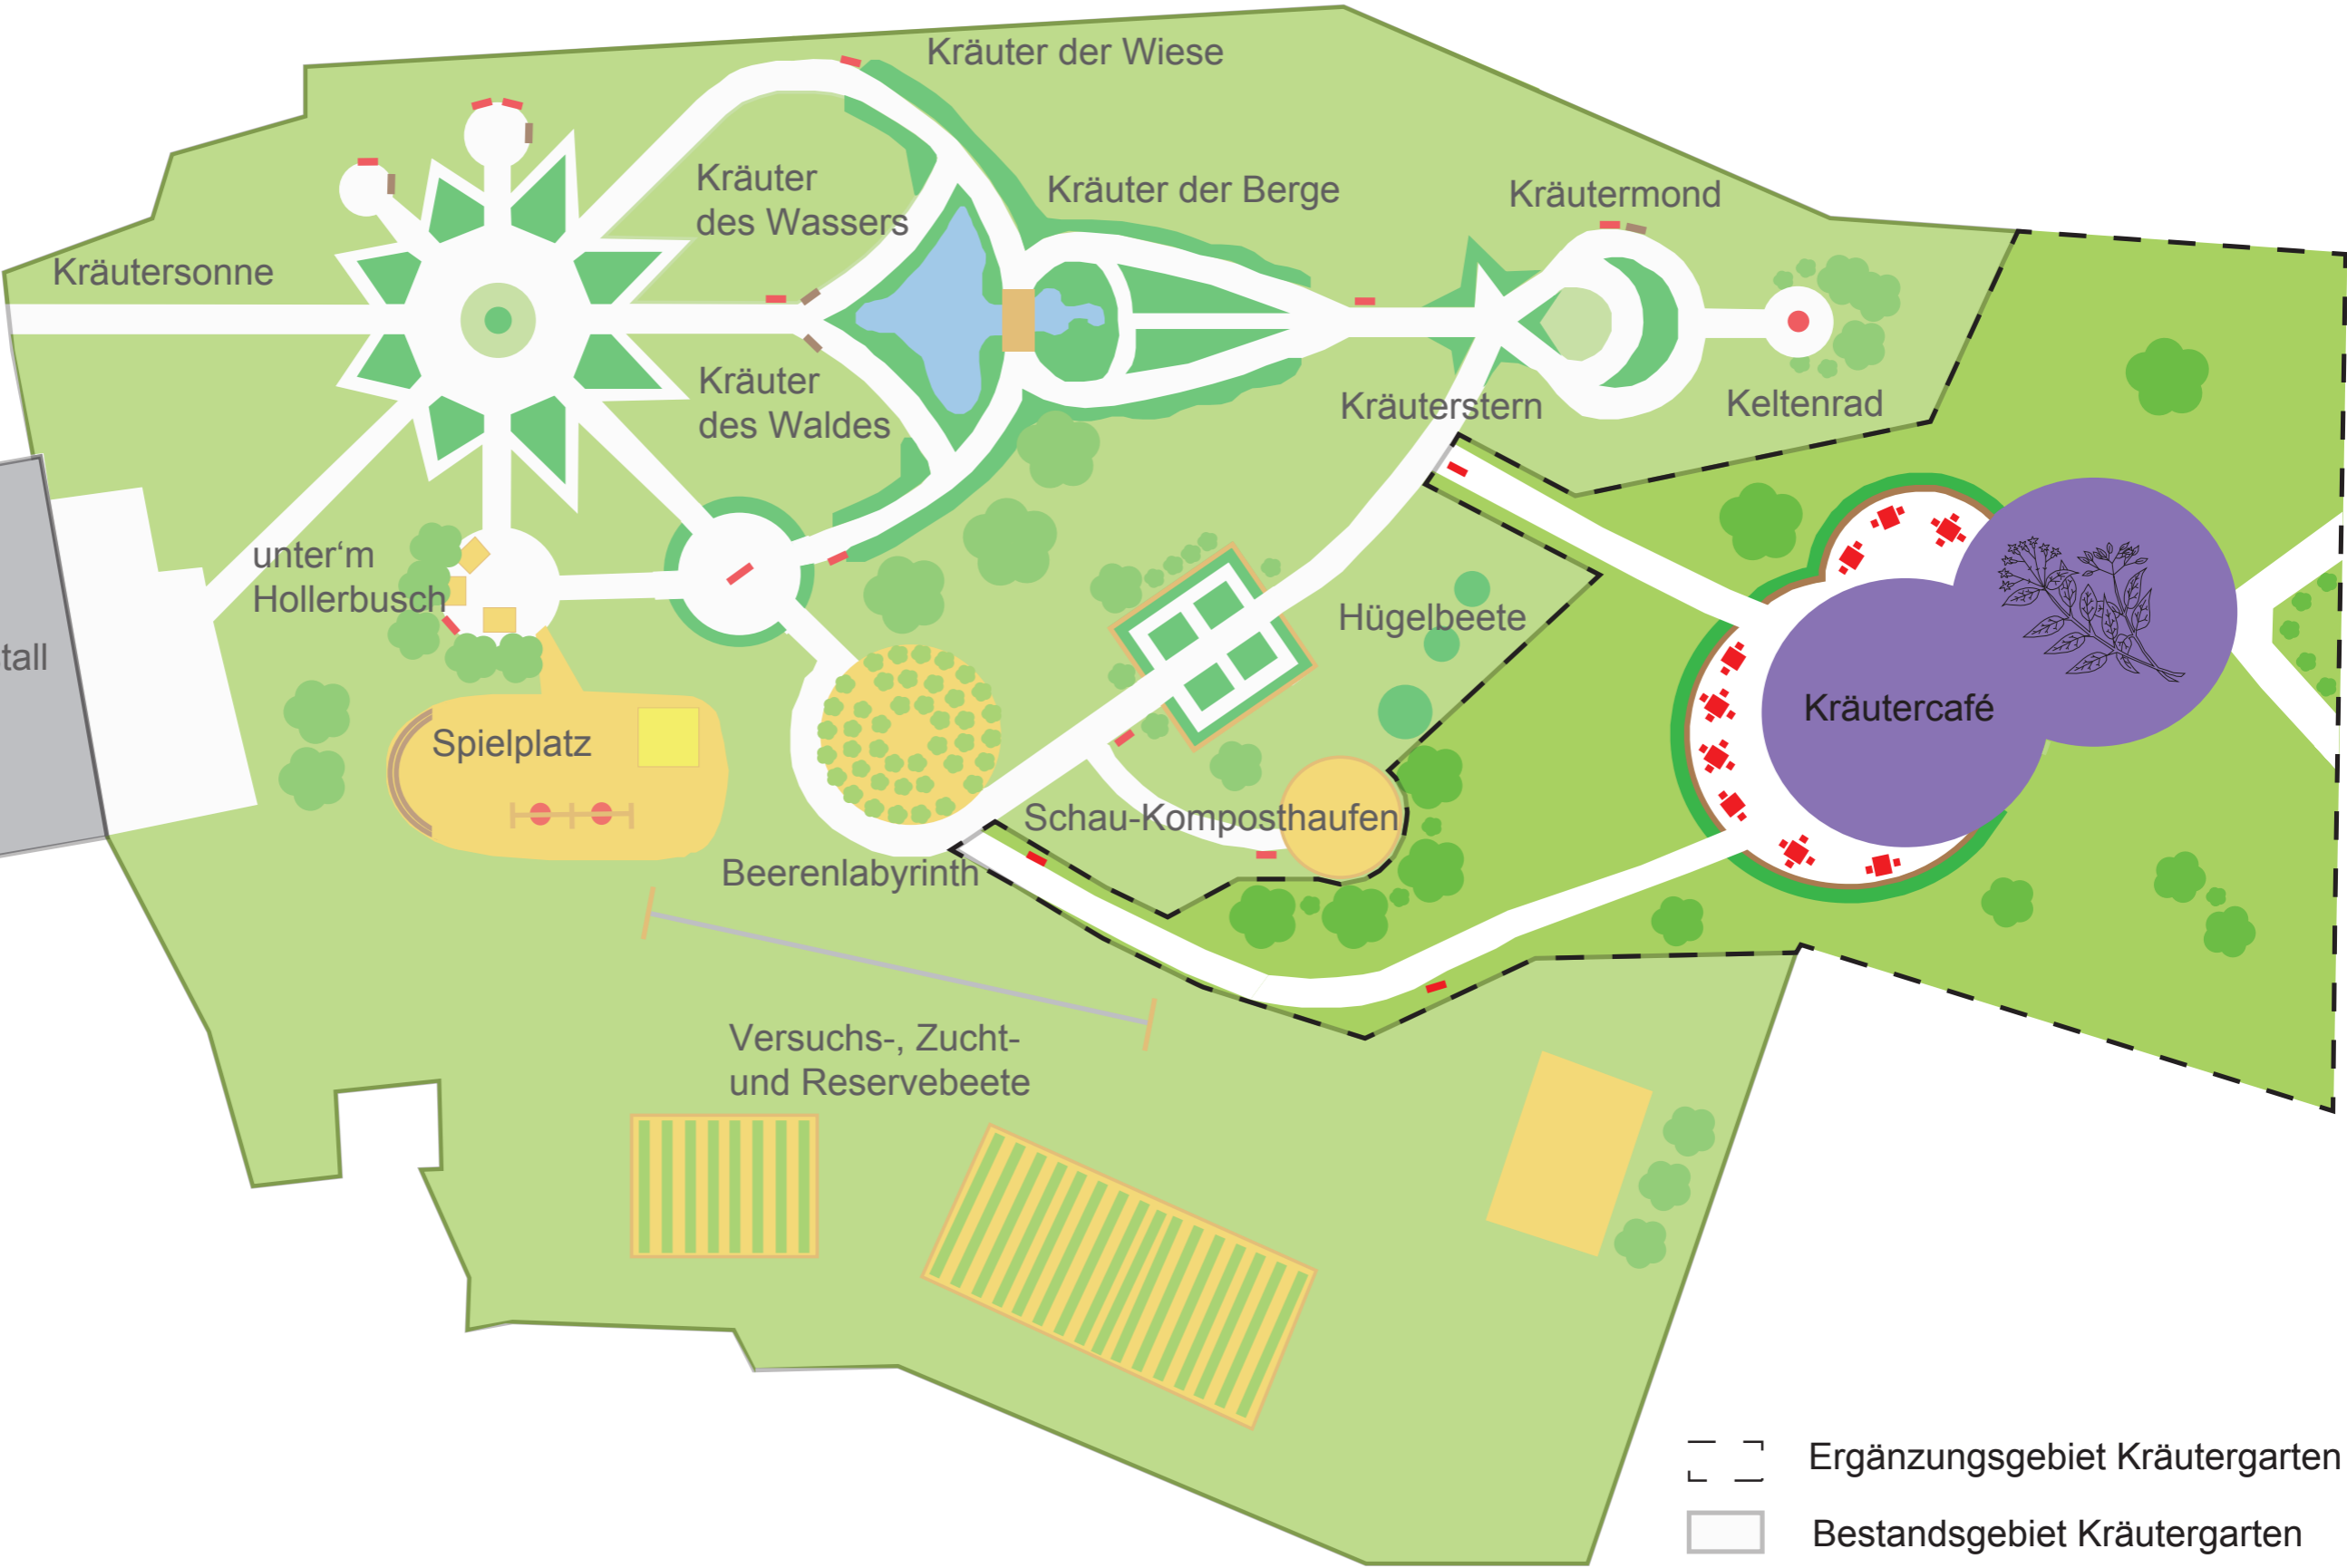 Kräuter der Wiese
Kräuter
des Wassers
Kräuter der Berge
Kräutermond
Kräutersonne
Kräuter
des Waldes
Kräuterstern
Keltenrad
unter‘m
Hollerbusch
Hügelbeete
tall
Spielplatz
Kräutercafé
Schau-Komposthaufen
Beerenlabyrinth
Versuchs-, Zucht-
und Reservebeete
Ergänzungsgebiet Kräutergarten
Bestandsgebiet Kräutergarten